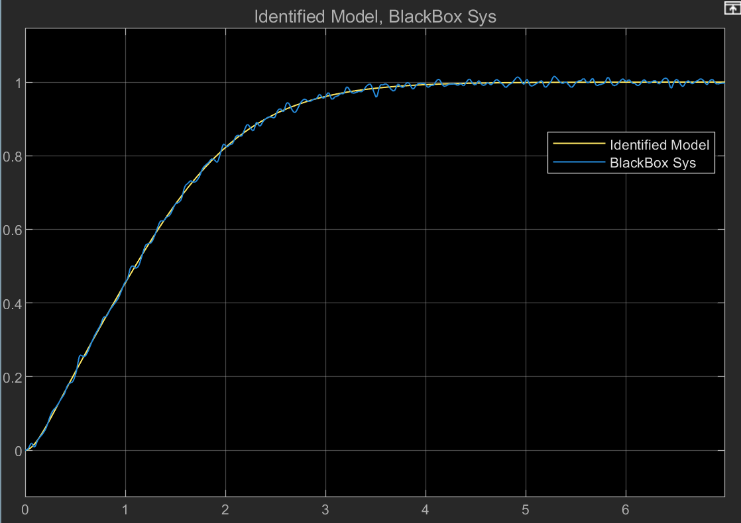 Identified Model, BlackBox Sys
1
0.8
0.6
0.4
0.2
0
Identified Model
BlackBox Sys
0 1 2 3 4 5 6